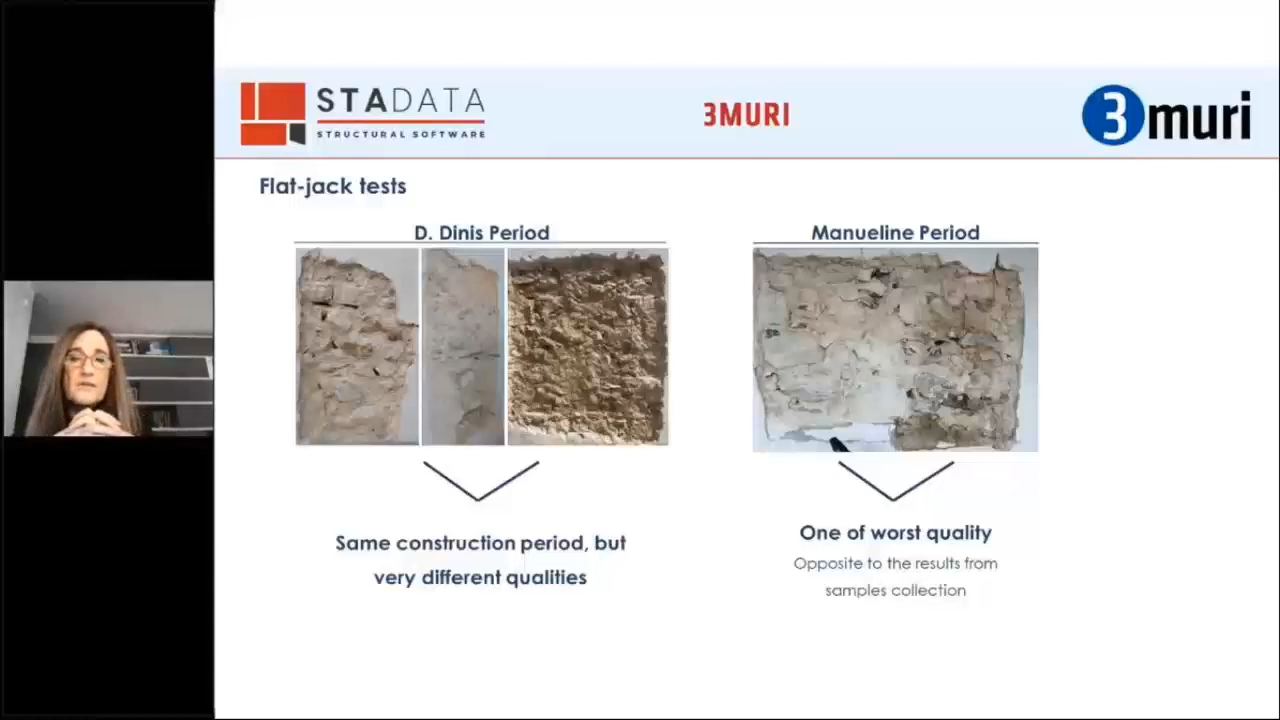 STADATA
STRUCTURAL SOFTWARE
3MURI
3muri
Flat-jack tests
D. Dinis Period
Manueline Period
Same construction period, but
very different qualities
One of worst quality
Opposite to the results from
samples collection